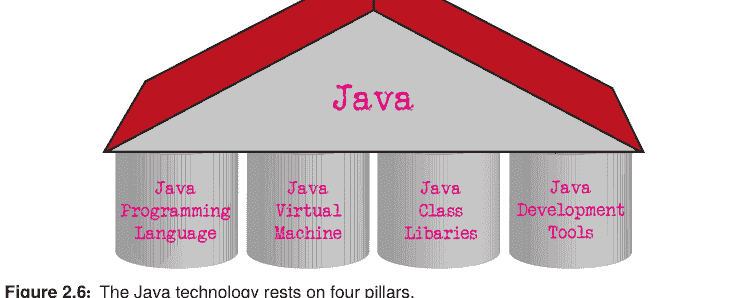 Java
Java
Programming
Language
Java
Virtual
Machine
Java
Class
Libaries
Java
Development
Tools
Figure 2.6: The Java technology rests on four pillars.